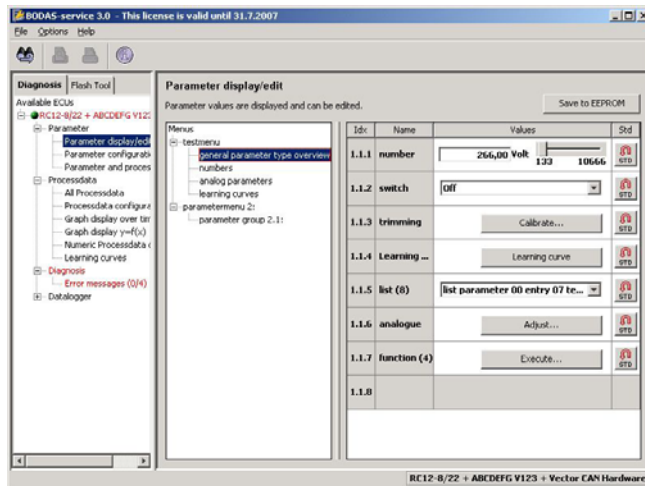 BODAS-service 3.0 - This license is valid until 31.7.2007
File Options Help
Diagnosis Flash Tool
Available ECUs
RC12-8/22 + ABCDEFG V123
Parameter
Parameter display/edi
Parameter configurati
Parameter and proces
Processdata
All Processdata
Processdata configura
Graph display over tim
Graph display y=f(x)
Numeric Processdata c
Learning curves
Diagnosis
Error messages (0/4)
Datalogger
Parameter display/edit
Parameter values are displayed and can be edited.
Save to EEPROM
Menus
testmenu
general parameter type overview
numbers
analog parameters
learning curves
parametermenu 2:
parameter group 2.1:
Idx Name Values Std
1.1.1 number 266,00 Volt 133 10666 STD
1.1.2 switch Off STD
1.1.3 trimming Calibrate... STD
1.1.4 Learning ... Learning curve STD
1.1.5 list (8) list parameter 00 entry 07 te... STD
1.1.6 analogue Adjust... STD
1.1.7 function (4) Execute... STD
1.1.8
RC12-8/22 + ABCDEFG V123 + Vector CAN Hardware